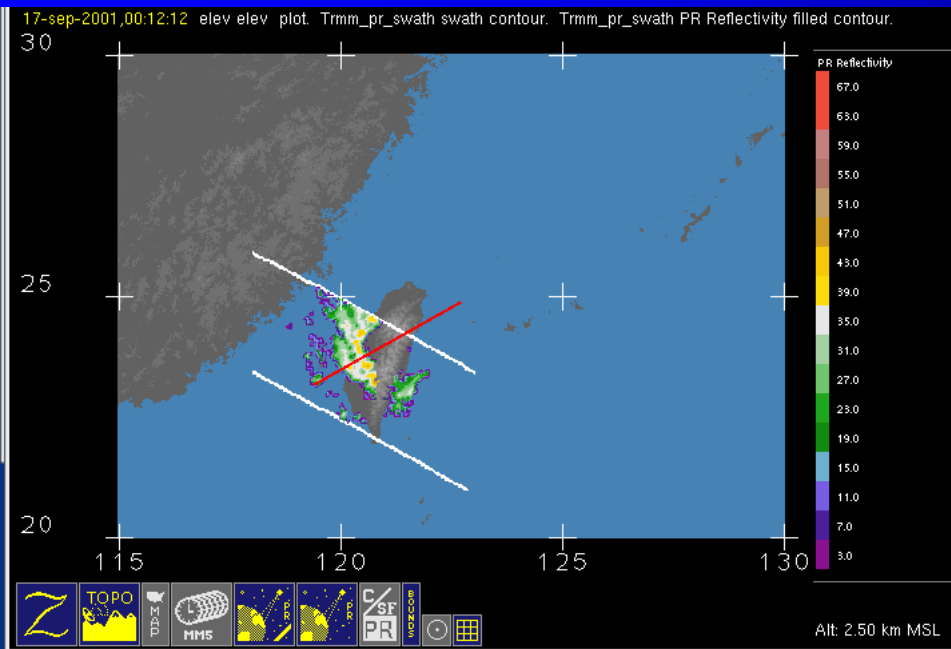 17-sep-2001,00:12:12 elev elev plot. Trmm_pr_swath swath contour. Trmm_pr_swath PR Reflectivity filled contour.
30
25
20
115 120 125 130
PR Reflectivity
67.0
63.0
59.0
55.0
51.0
47.0
43.0
39.0
35.0
31.0
27.0
23.0
19.0
15.0
11.0
7.0
3.0
Z
TOPO
MAP
MM5
PR
PR
C/SF
PR
BOUNDS
Alt: 2.50 km MSL